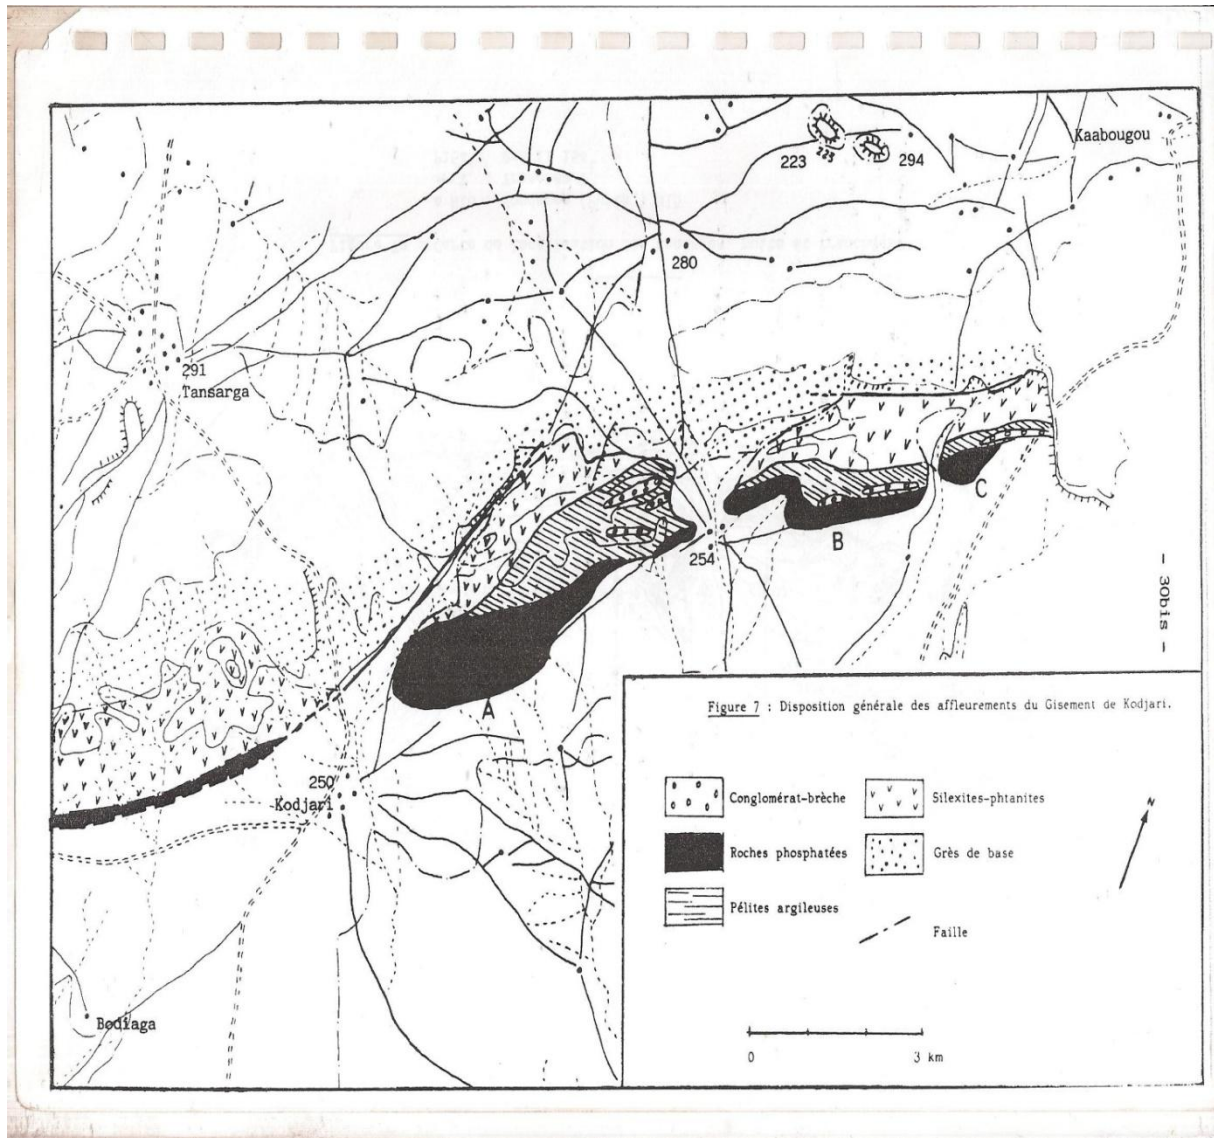 Kaabougou
223
225
294
280
291
Tansarga
254
C
B
A
- 30bis -
250
Kodjari
Bodiaga
Figure 7 : Disposition générale des affleurements du Gisement de Kodjari.
Conglomérat-brèche
Silexites-phtanites
Roches phosphatées
Grès de base
Pélites argileuses
Faille
N
0 3 km